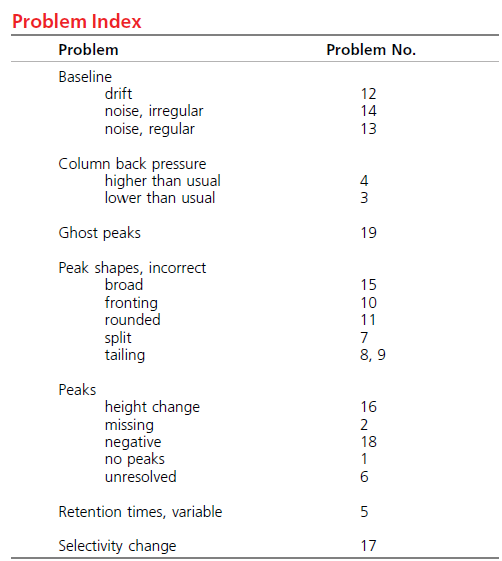 Problem Index
Problem Problem No.
Baseline
drift 12
noise, irregular 14
noise, regular 13
Column back pressure
higher than usual 4
lower than usual 3
Ghost peaks 19
Peak shapes, incorrect
broad 15
fronting 10
rounded 11
split 7
tailing 8, 9
Peaks
height change 16
missing 2
negative 18
no peaks 1
unresolved 6
Retention times, variable 5
Selectivity change 17